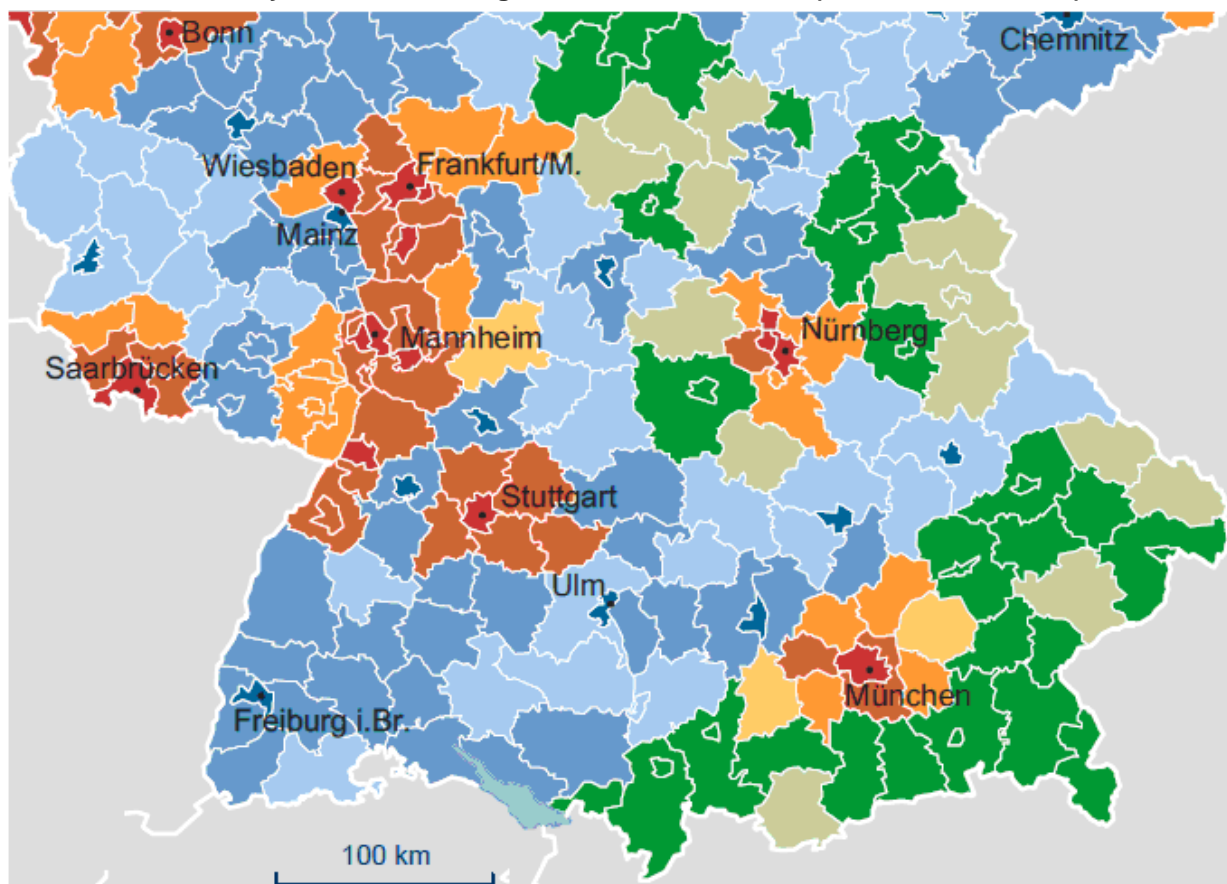 Bonn
Chemnitz
Wiesbaden
Frankfurt/M.
Mainz
Mannheim
Nürnberg
Saarbrücken
Stuttgart
Ulm
München
Freiburg i.Br.
100 km